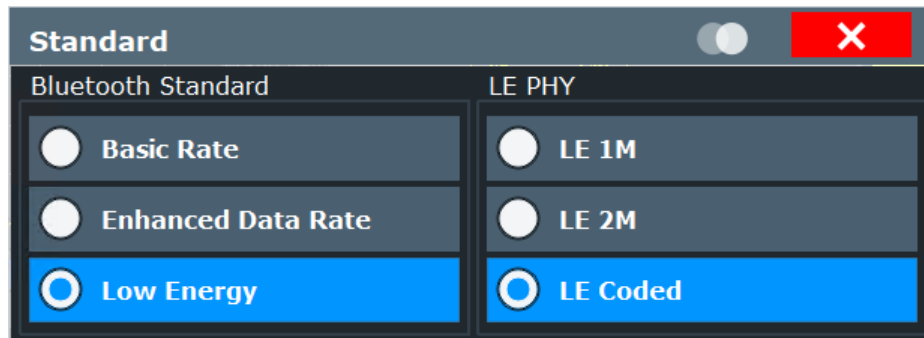 Standard
Bluetooth Standard
LE PHY
Basic Rate
LE 1M
Enhanced Data Rate
LE 2M
Low Energy
LE Coded